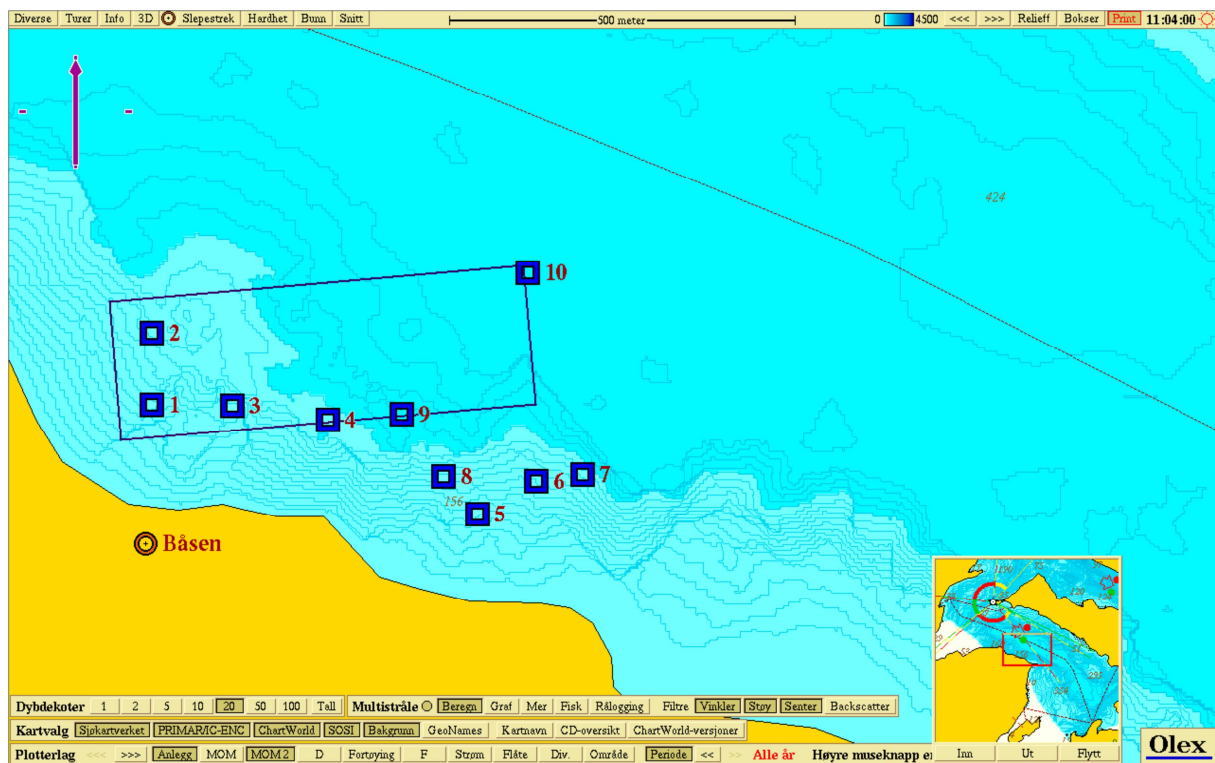 Diverse Turer Info 3D Slepestrek Hardhet Bunn Snitt 500 meter 0 4500 <<< >>> Relieff Bokser Print 11:04:00
424
10
2
1 3 4 9
8 6 7
156 5
Båsen
Dybdekoter 1 2 5 10 20 50 100 Tall Multistråle Beregn Graf Mer Fisk Rålogging Filtre Vinkler Støy Senter Backscatter
Kartvalg Sjøkartverket PRIMAR/IC-ENC ChartWorld SOSI Bakgrunn GeoNames Kartnavn CD-oversikt ChartWorld-versjoner
Plotterlag <<< >>> Anlegg MOM MOM 2 D Fortøying F Strøm Flåte Div. Område Periode << >> Alle år Høyre museknapp er Inn Ut Flytt
Olex